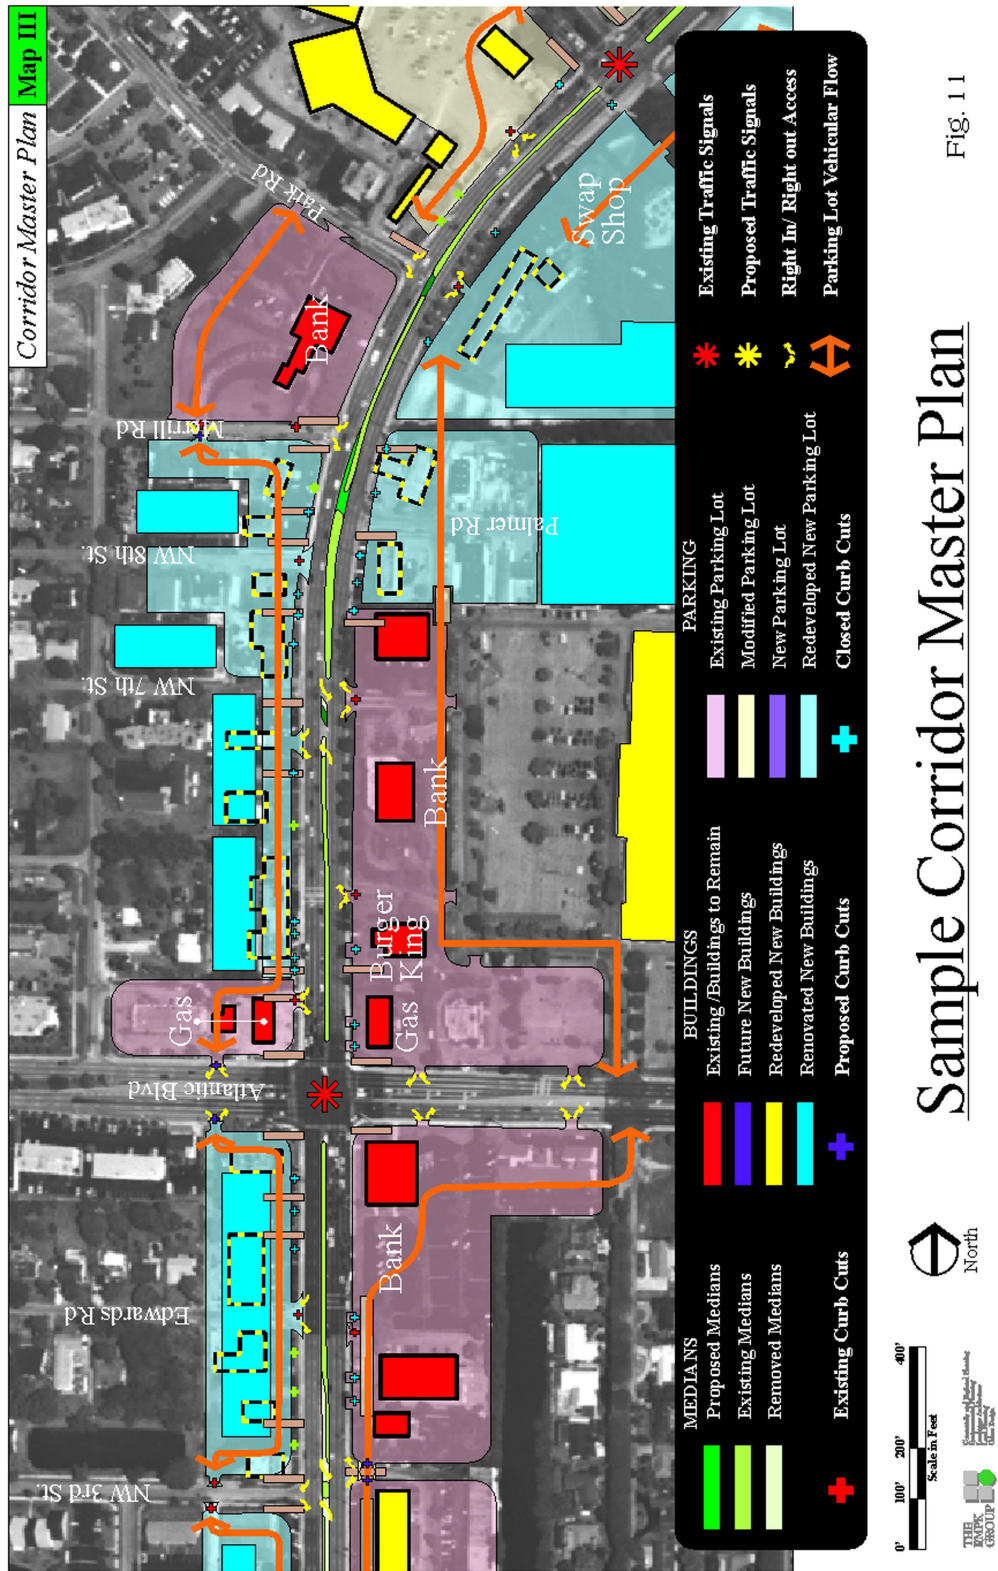 Corridor Master Plan Map III
Park Rd
Swap
Shop
Bank
Merrill Rd
NW 8th St.
Palmer Rd
NW 7th St.
Bank
Burger
King
Gas
Gas
Atlantic Blvd
Bank
Edwards Rd
NW 3rd St.
MEDIANS
Proposed Medians
Existing Medians
Removed Medians
Existing Curb Cuts
BUILDINGS
Existing /Buildings to Remain
Future New Buildings
Redeveloped New Buildings
Renovated New Buildings
Proposed Curb Cuts
PARKING
Existing Parking Lot
Modified Parking Lot
New Parking Lot
Redeveloped New Parking Lot
Closed Curb Cuts
Existing Traffic Signals
Proposed Traffic Signals
Right In/ Right out Access
Parking Lot Vehicular Flow
0' 100' 200' 400'
Scale in Feet
North
THE
RMPK
GROUP
Sample Corridor Master Plan
Fig. 11